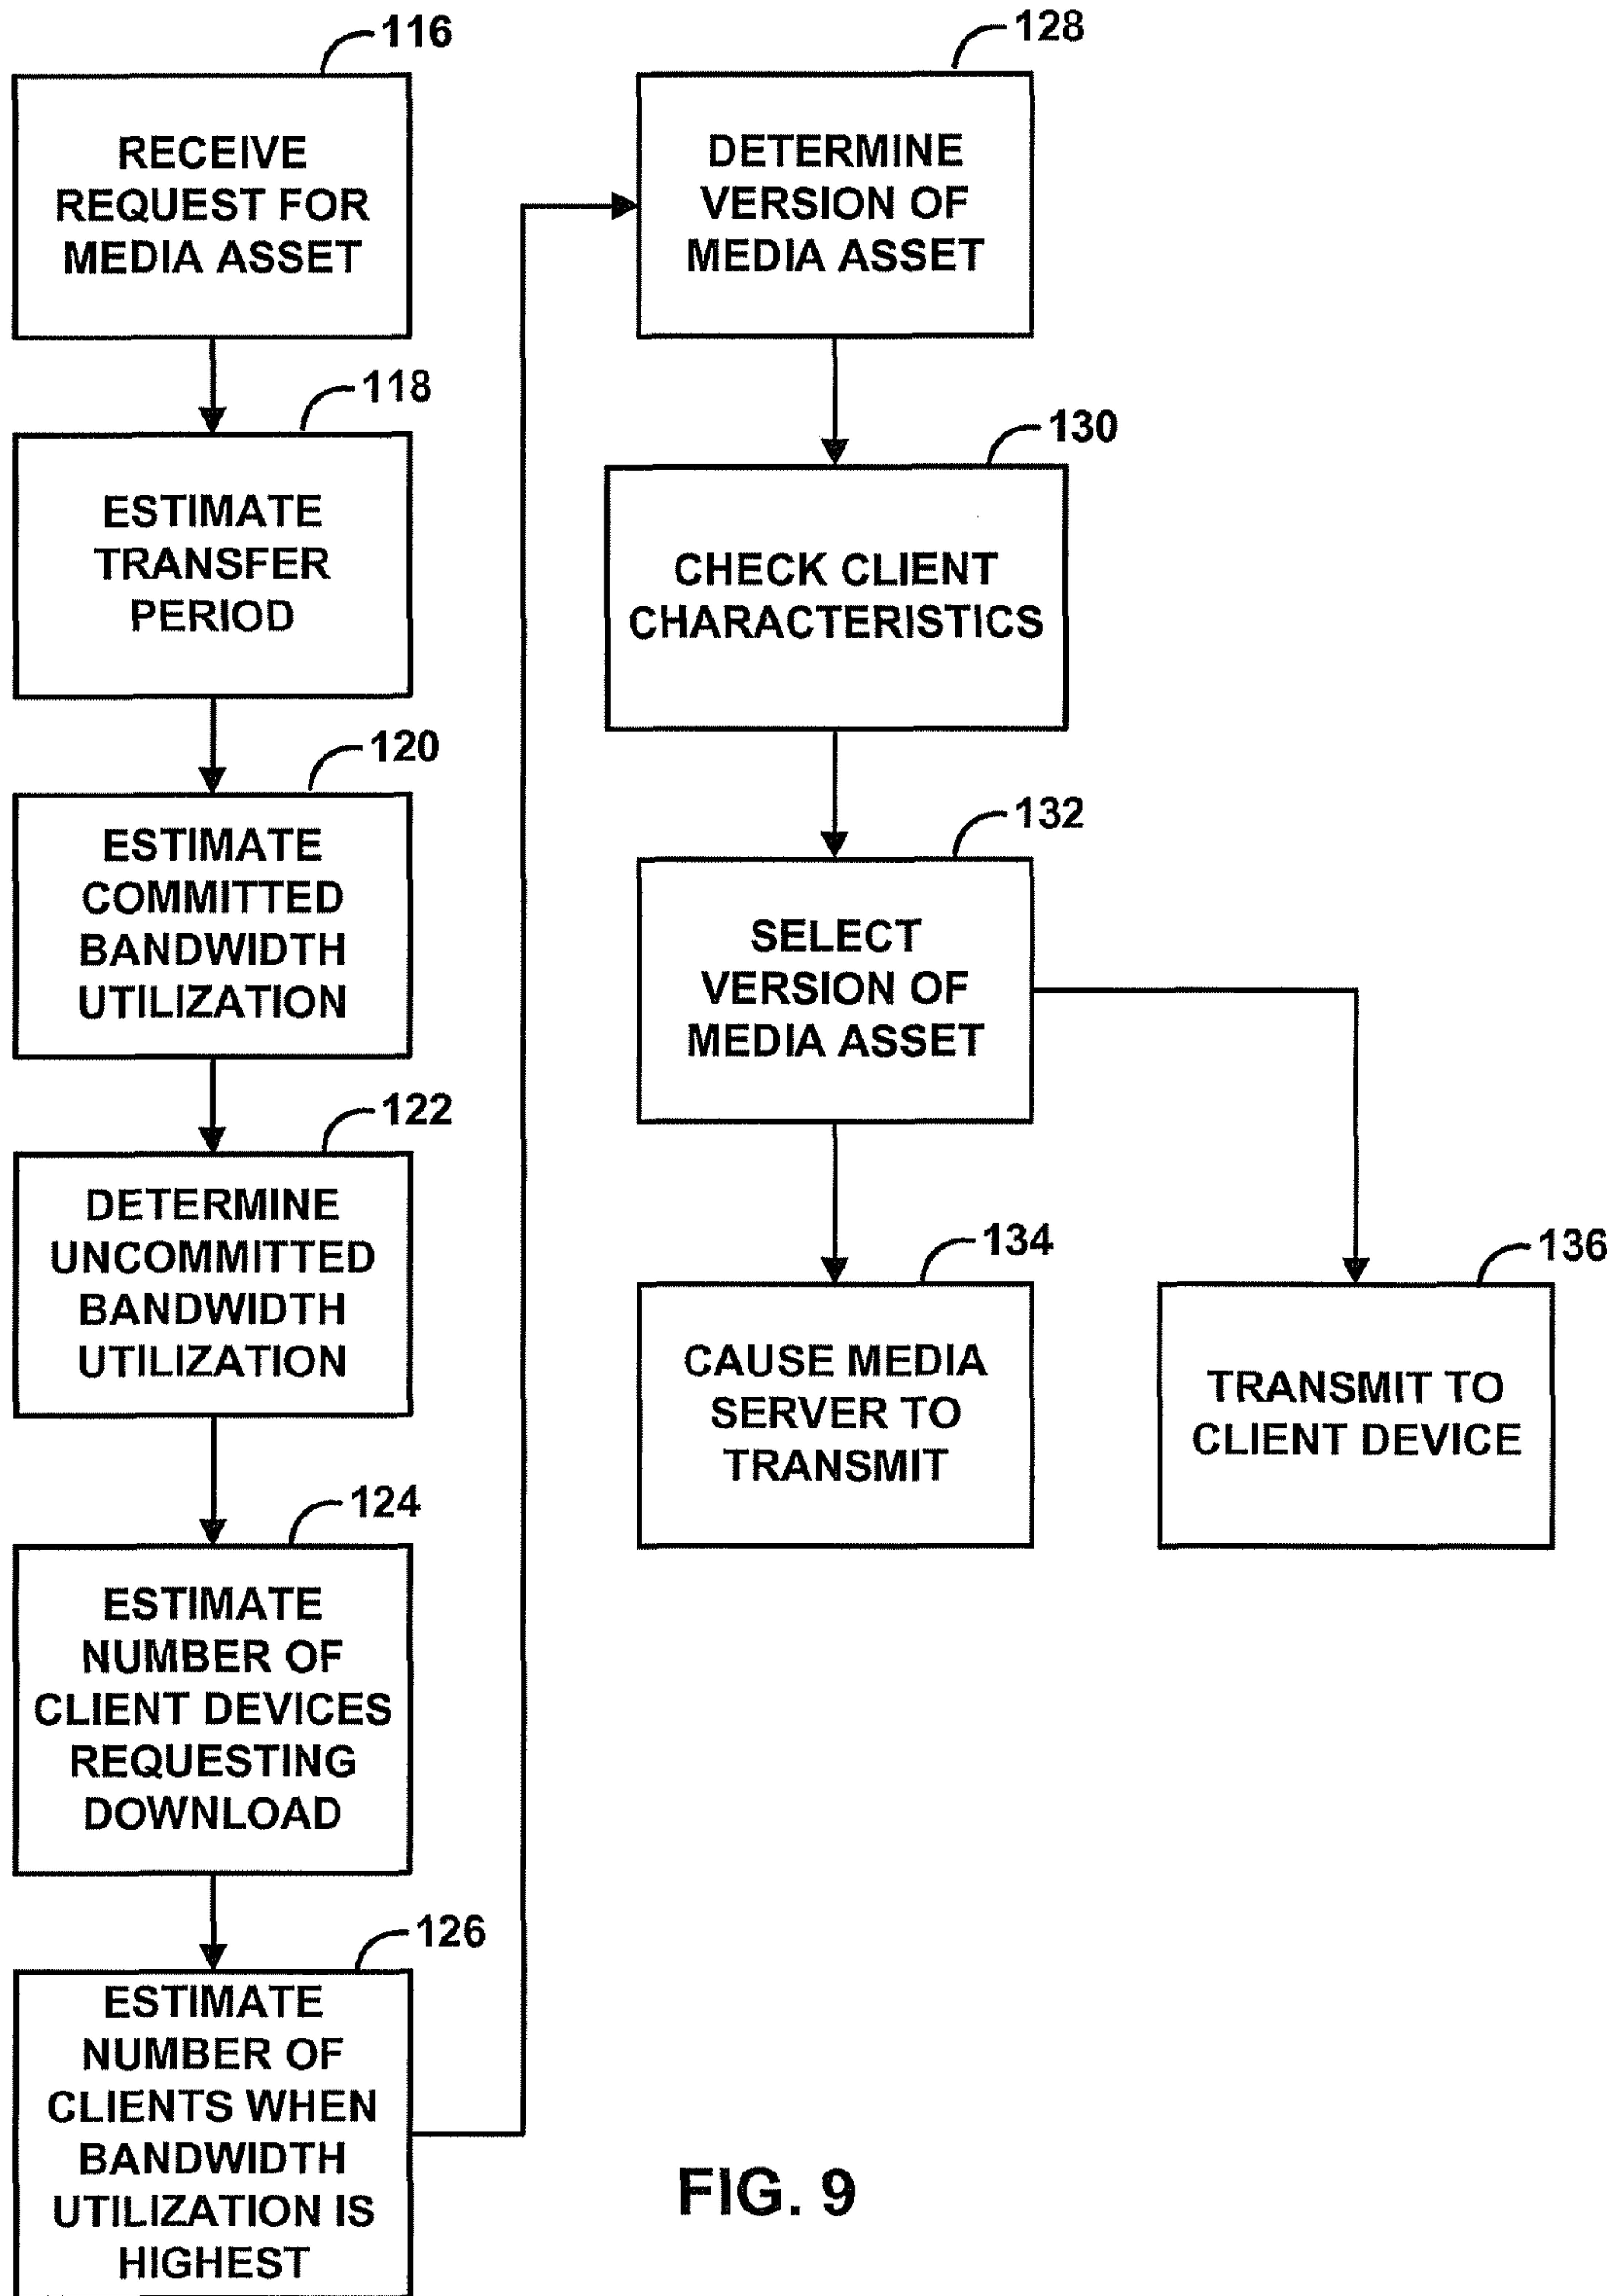 116
RECEIVE
REQUEST FOR
MEDIA ASSET
118
ESTIMATE
TRANSFER
PERIOD
120
ESTIMATE
COMMITTED
BANDWIDTH
UTILIZATION
122
DETERMINE
UNCOMMITTED
BANDWIDTH
UTILIZATION
124
ESTIMATE
NUMBER OF
CLIENT DEVICES
REQUESTING
DOWNLOAD
126
ESTIMATE
NUMBER OF
CLIENTS WHEN
BANDWIDTH
UTILIZATION IS
HIGHEST
128
DETERMINE
VERSION OF
MEDIA ASSET
130
CHECK CLIENT
CHARACTERISTICS
132
SELECT
VERSION OF
MEDIA ASSET
134
CAUSE MEDIA
SERVER TO
TRANSMIT
136
TRANSMIT TO
CLIENT DEVICE
FIG. 9